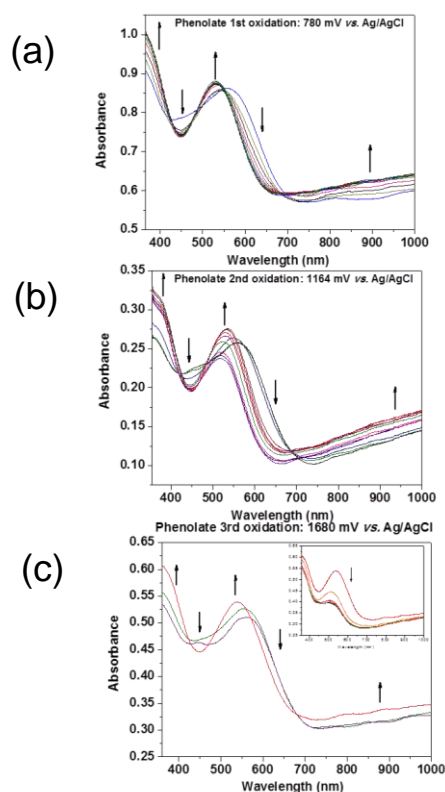 (a)
Phenolate 1st oxidation: 780 mV vs. Ag/AgCl
Absorbance
1.0
0.9
0.8
0.7
0.6
0.5
400 500 600 700 800 900 1000
Wavelength (nm)
(b)
Phenolate 2nd oxidation: 1164 mV vs. Ag/AgCl
Absorbance
0.35
0.30
0.25
0.20
0.15
0.10
400 500 600 700 800 900 1000
Wavelength (nm)
(c)
Phenolate 3rd oxidation: 1680 mV vs. Ag/AgCl
Absorbance
0.65
0.60
0.55
0.50
0.45
0.40
0.35
0.30
0.25
400 500 600 700 800 900 1000
Wavelength (nm)